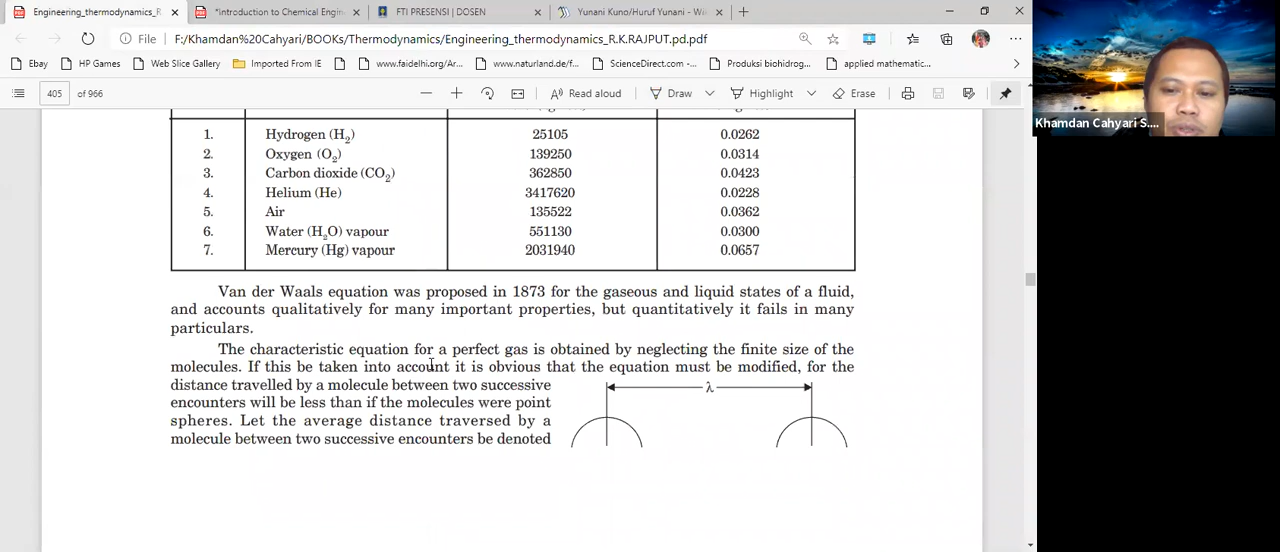 Engineering_thermodynamics_R
*Introduction to Chemical Engin
FTI PRESENSI | DOSEN
Yunani Kuno/Huruf Yunani - Wi
File F:/Khamdan%20Cahyari/BOOKs/Thermodynamics/Engineering_thermodynamics_R.K.RAJPUT.pd.pdf
Ebay HP Games Web Slice Gallery Imported From IE www.faidelhi.org/Ar... www.naturland.de/f... ScienceDirect.com -... Produksi biohidrog... applied mathematic...
405 of 966 Read aloud Draw Highlight Erase
Khamdan Cahyari S....
1. Hydrogen (H2) 25105 0.0262
2. Oxygen (O2) 139250 0.0314
3. Carbon dioxide (CO2) 362850 0.0423
4. Helium (He) 3417620 0.0228
5. Air 135522 0.0362
6. Water (H2O) vapour 551130 0.0300
7. Mercury (Hg) vapour 2031940 0.0657
Van der Waals equation was proposed in 1873 for the gaseous and liquid states of a fluid,
and accounts qualitatively for many important properties, but quantitatively it fails in many
particulars.
The characteristic equation for a perfect gas is obtained by neglecting the finite size of the
molecules. If this be taken into account it is obvious that the equation must be modified, for the
distance travelled by a molecule between two successive
encounters will be less than if the molecules were point
spheres. Let the average distance traversed by a
molecule between two successive encounters be denoted
λ